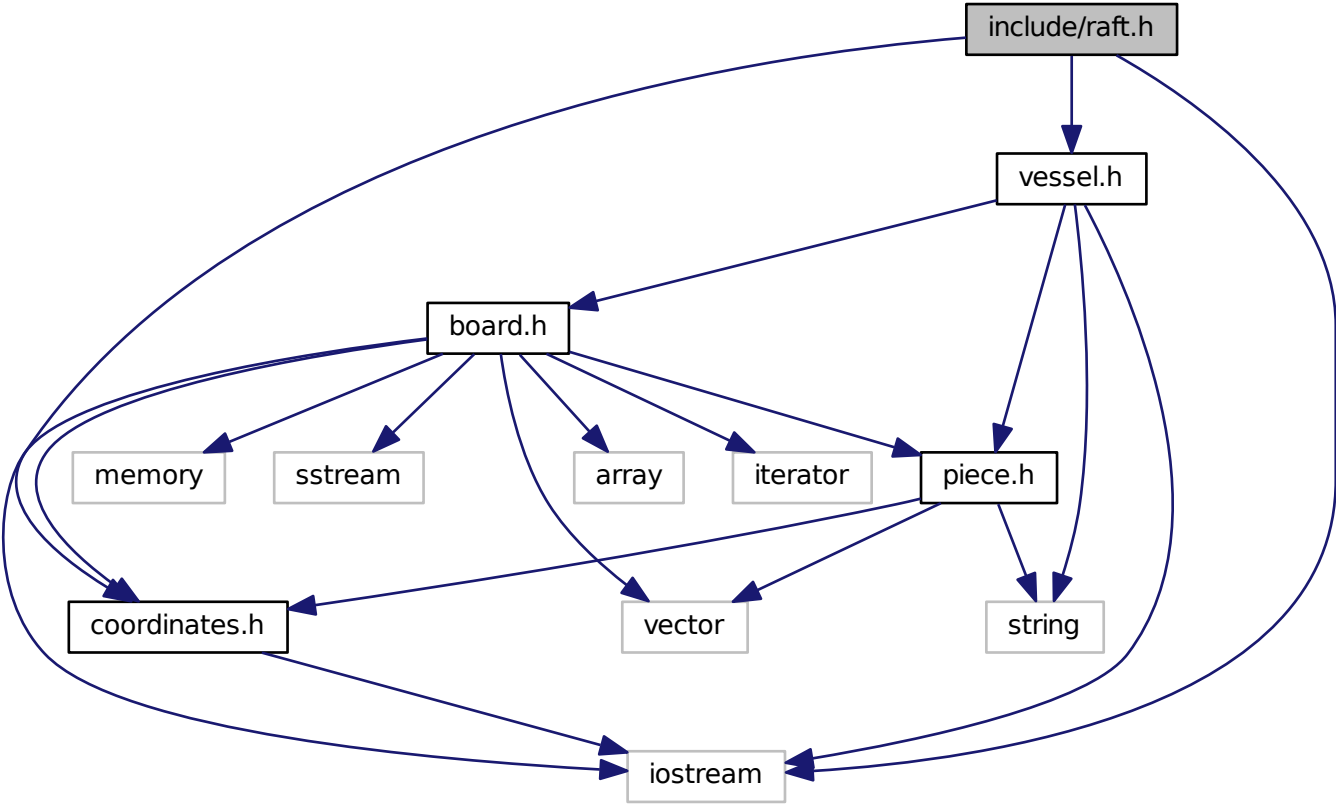 include/raft.h
vessel.h
board.h
memory
sstream
array
iterator
piece.h
coordinates.h
vector
string
iostream